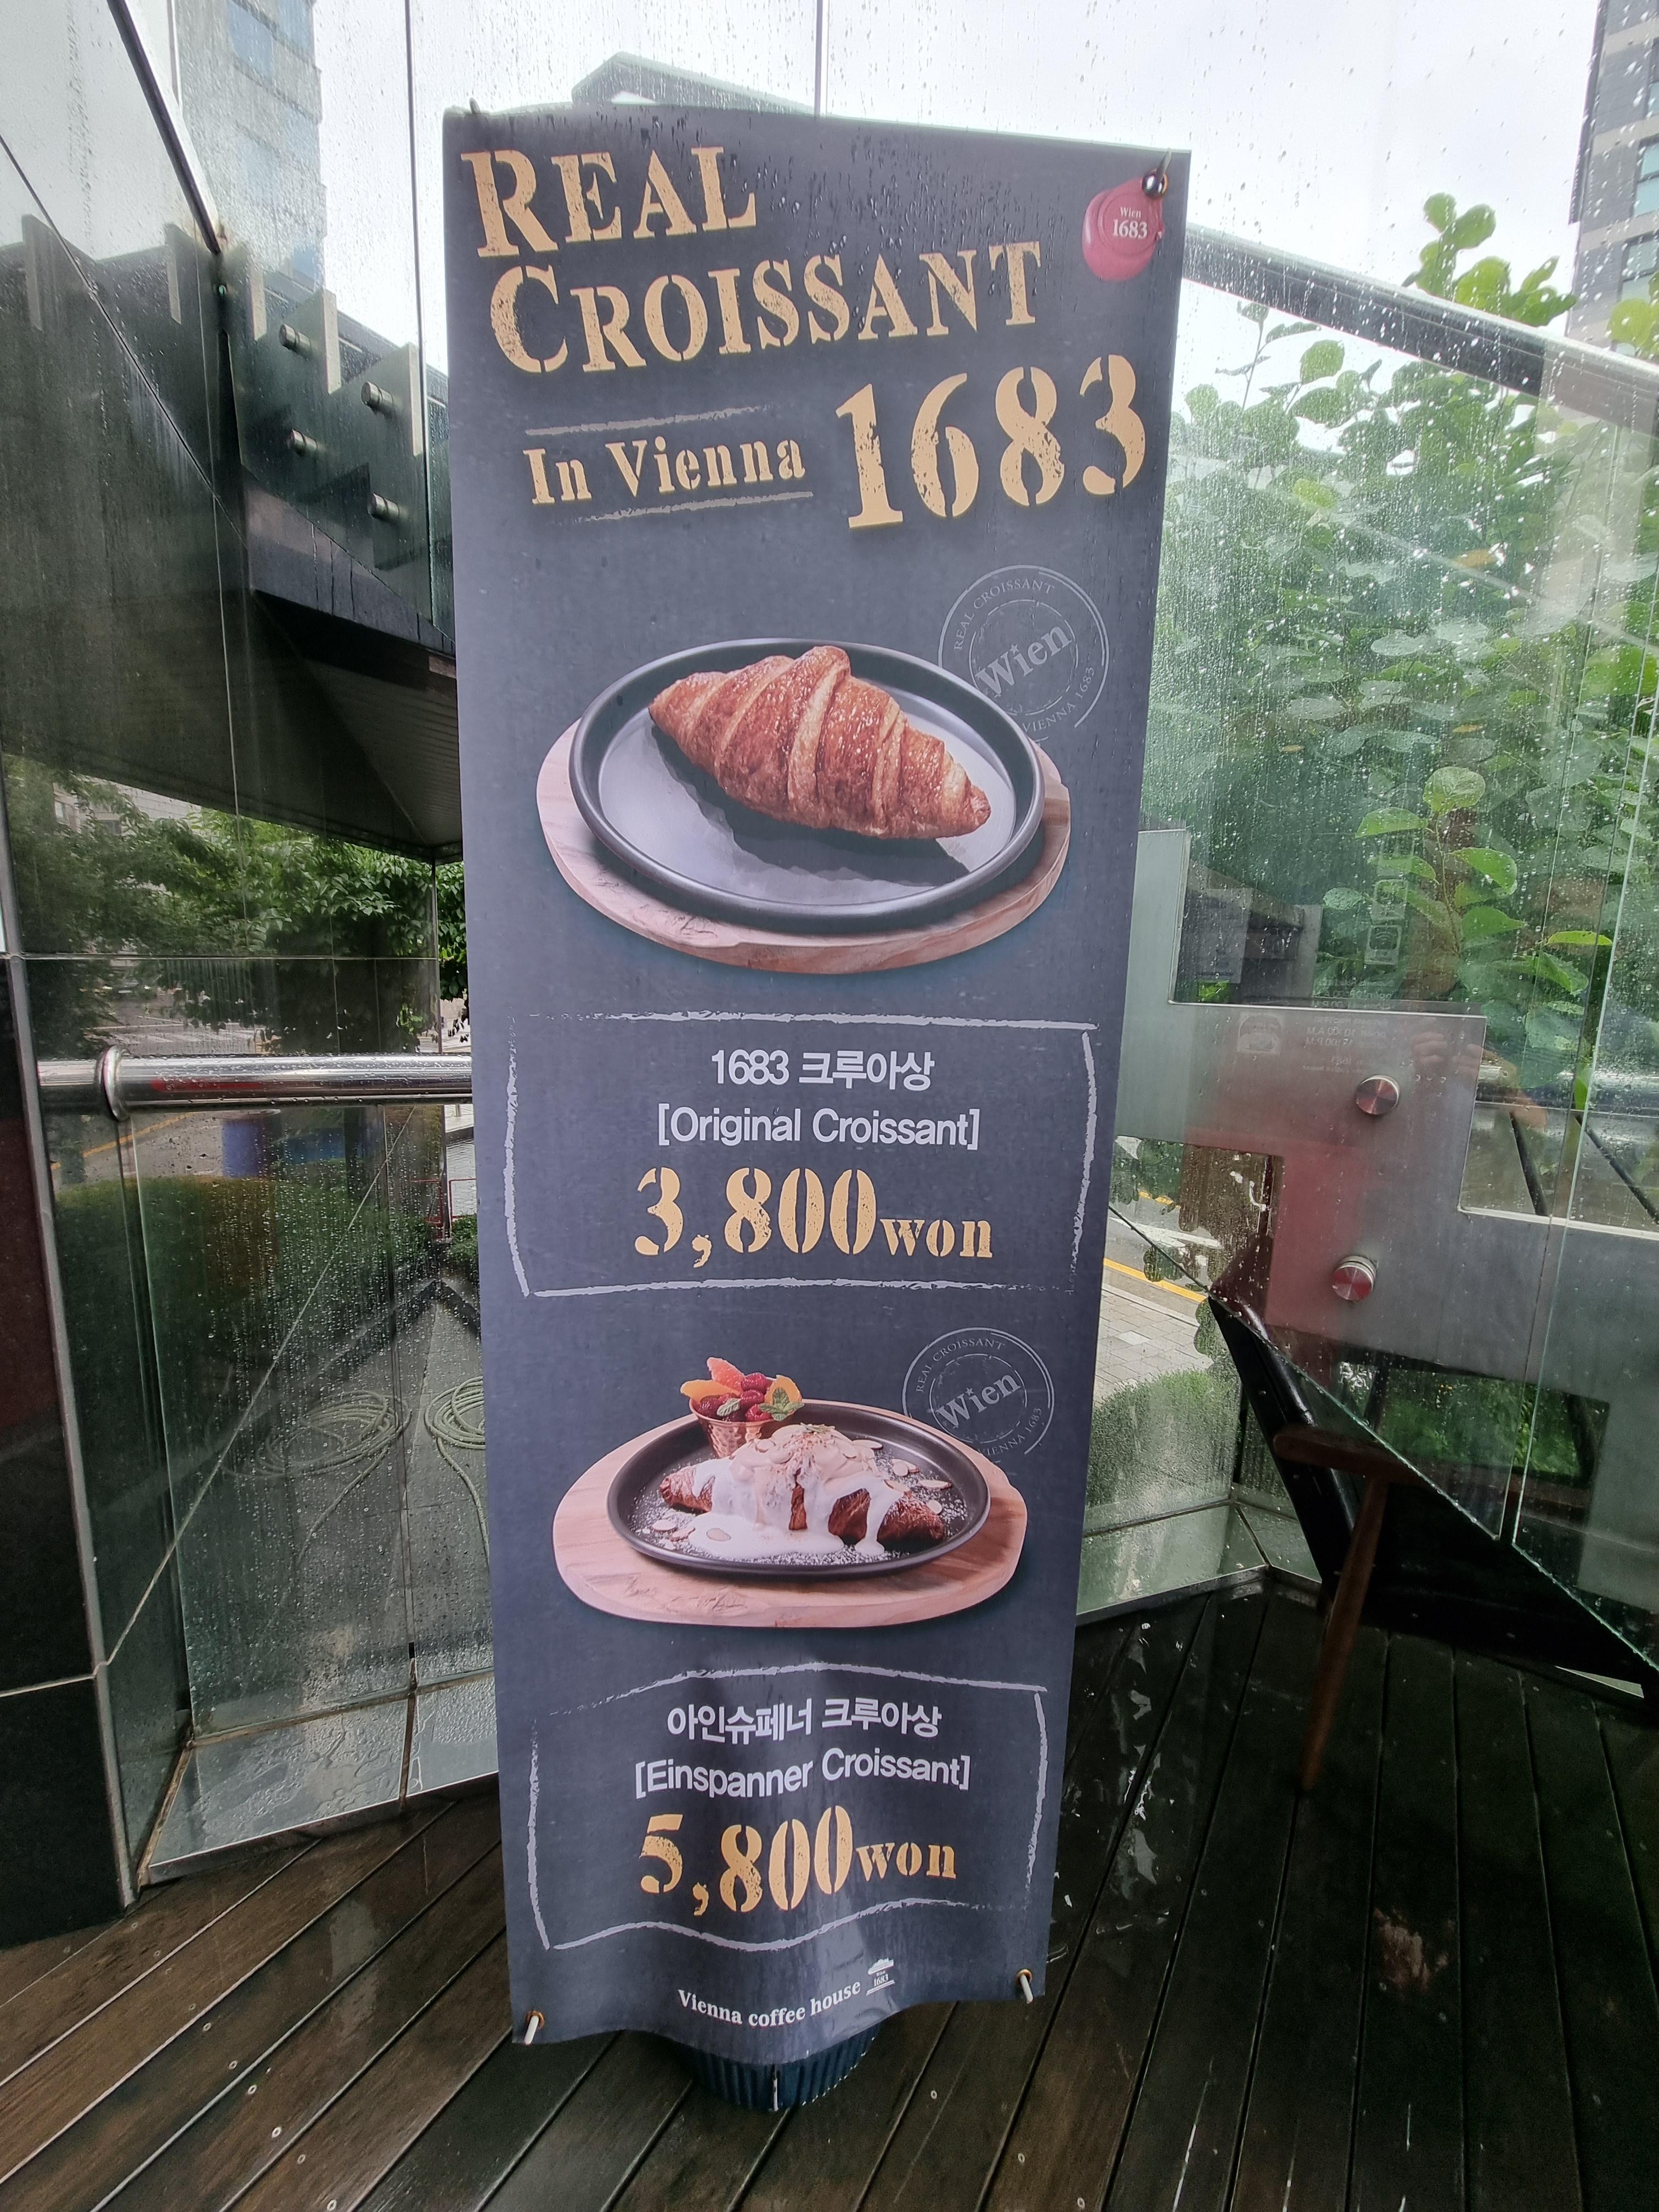 REAL
CROISSANT
In Vienna 1683
Wien
1683
REAL CROISSANT
Wien
VIENNA 1683
1683 크루아상
[Original Croissant]
3,800won
REAL CROISSANT
Wien
VIENNA 1683
아인슈페너 크루아상
[Einspanner Croissant]
5,800won
Vienna coffee house
1683